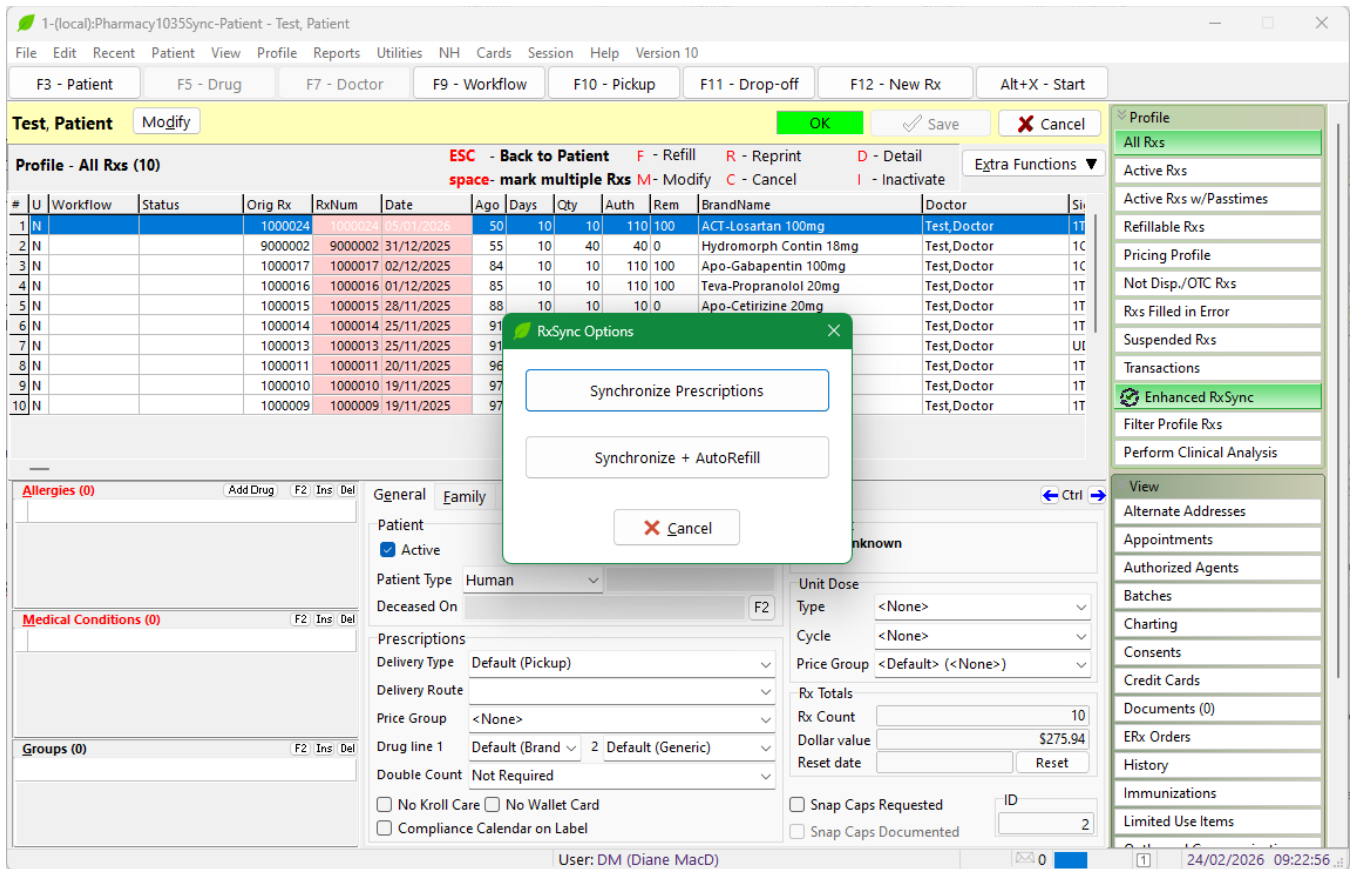 1-(local):Pharmacy1035Sync-Patient - Test, Patient
File Edit Recent Patient View Profile Reports Utilities NH Cards Session Help Version 10
F3 - Patient F5 - Drug F7 - Doctor F9 - Workflow F10 - Pickup F11 - Drop-off F12 - New Rx Alt+X - Start
Test, Patient Modify OK Save Cancel
Profile - All Rxs (10)
ESC - Back to Patient F - Refill R - Reprint D - Detail
space- mark multiple Rxs M - Modify C - Cancel I - Inactivate
Extra Functions ▼
# U Workflow Status Orig Rx RxNum Date Ago Days Qty Auth Rem BrandName Doctor Si
1 N 1000024 1000024 05/01/2026 50 10 10 110 100 ACT-Losartan 100mg Test,Doctor 1T
2 N 9000002 9000002 31/12/2025 55 10 40 40 0 Hydromorph Contin 18mg Test,Doctor 1C
3 N 1000017 1000017 02/12/2025 84 10 10 110 100 Apo-Gabapentin 100mg Test,Doctor 1C
4 N 1000016 1000016 01/12/2025 85 10 10 110 100 Teva-Propranolol 20mg Test,Doctor 1T
5 N 1000015 1000015 28/11/2025 88 10 10 10 0 Apo-Cetirizine 20mg Test,Doctor 1T
6 N 1000014 1000014 25/11/2025 91 Test,Doctor 1T
7 N 1000013 1000013 25/11/2025 91 Test,Doctor
8 N 1000011 1000011 20/11/2025 96 Test,Doctor 1T
9 N 1000010 1000010 19/11/2025 97 Test,Doctor 1T
10 N 1000009 1000009 19/11/2025 97 Test,Doctor 1T
RxSync Options
Synchronize Prescriptions
Synchronize + AutoRefill
Cancel
Allergies (0) Add Drug F2 Ins Del
Medical Conditions (0) F2 Ins Del
Groups (0) F2 Ins Del
General Family
Ctrl
Patient
Active
Patient Type Human
Deceased On F2
Prescriptions
Delivery Type Default (Pickup)
Delivery Route
Price Group <None>
Drug line 1 Default (Brand 2 Default (Generic)
Double Count Not Required
No Kroll Care No Wallet Card
Compliance Calendar on Label
nknown
Unit Dose
Type <None>
Cycle <None>
Price Group <Default> (<None>)
Rx Totals
Rx Count 10
Dollar value $275.94
Reset date Reset
Snap Caps Requested
Snap Caps Documented
ID
2
Profile
All Rxs
Active Rxs
Active Rxs w/Passtimes
Refillable Rxs
Pricing Profile
Not Disp./OTC Rxs
Rxs Filled in Error
Suspended Rxs
Transactions
Enhanced RxSync
Filter Profile Rxs
Perform Clinical Analysis
View
Alternate Addresses
Appointments
Authorized Agents
Batches
Charting
Consents
Credit Cards
Documents (0)
ERx Orders
History
Immunizations
Limited Use Items
User: DM (Diane MacD) 0 1 24/02/2026 09:22:56